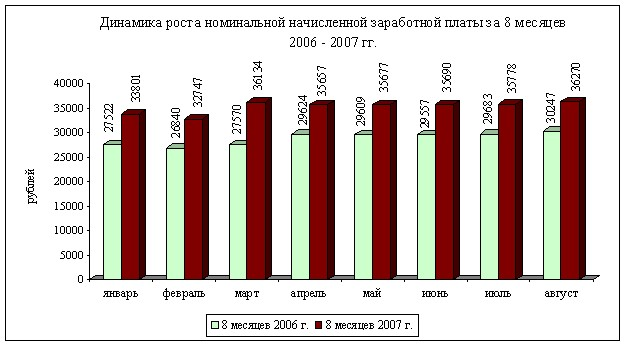 Динамика роста номинальной начисленной заработной платы за 8 месяцев
2006 - 2007 гг.
27522 33801 26840 32747 27570 36134 29624 35657 29609 35677 29557 35690 29683 35778 30247 36270
40000
35000
30000
25000
20000
15000
10000
5000
0
рублей
январь февраль март апрель май июнь июль август
8 месяцев 2006 г. 8 месяцев 2007 г.